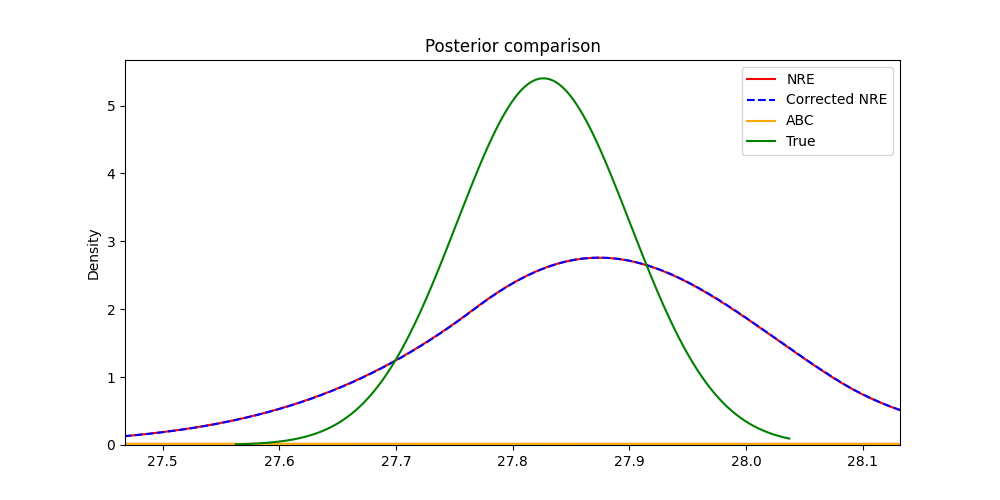 Posterior comparison
NRE
Corrected NRE
ABC
True
Density
5
4
3
2
1
0
27.5 27.6 27.7 27.8 27.9 28.0 28.1